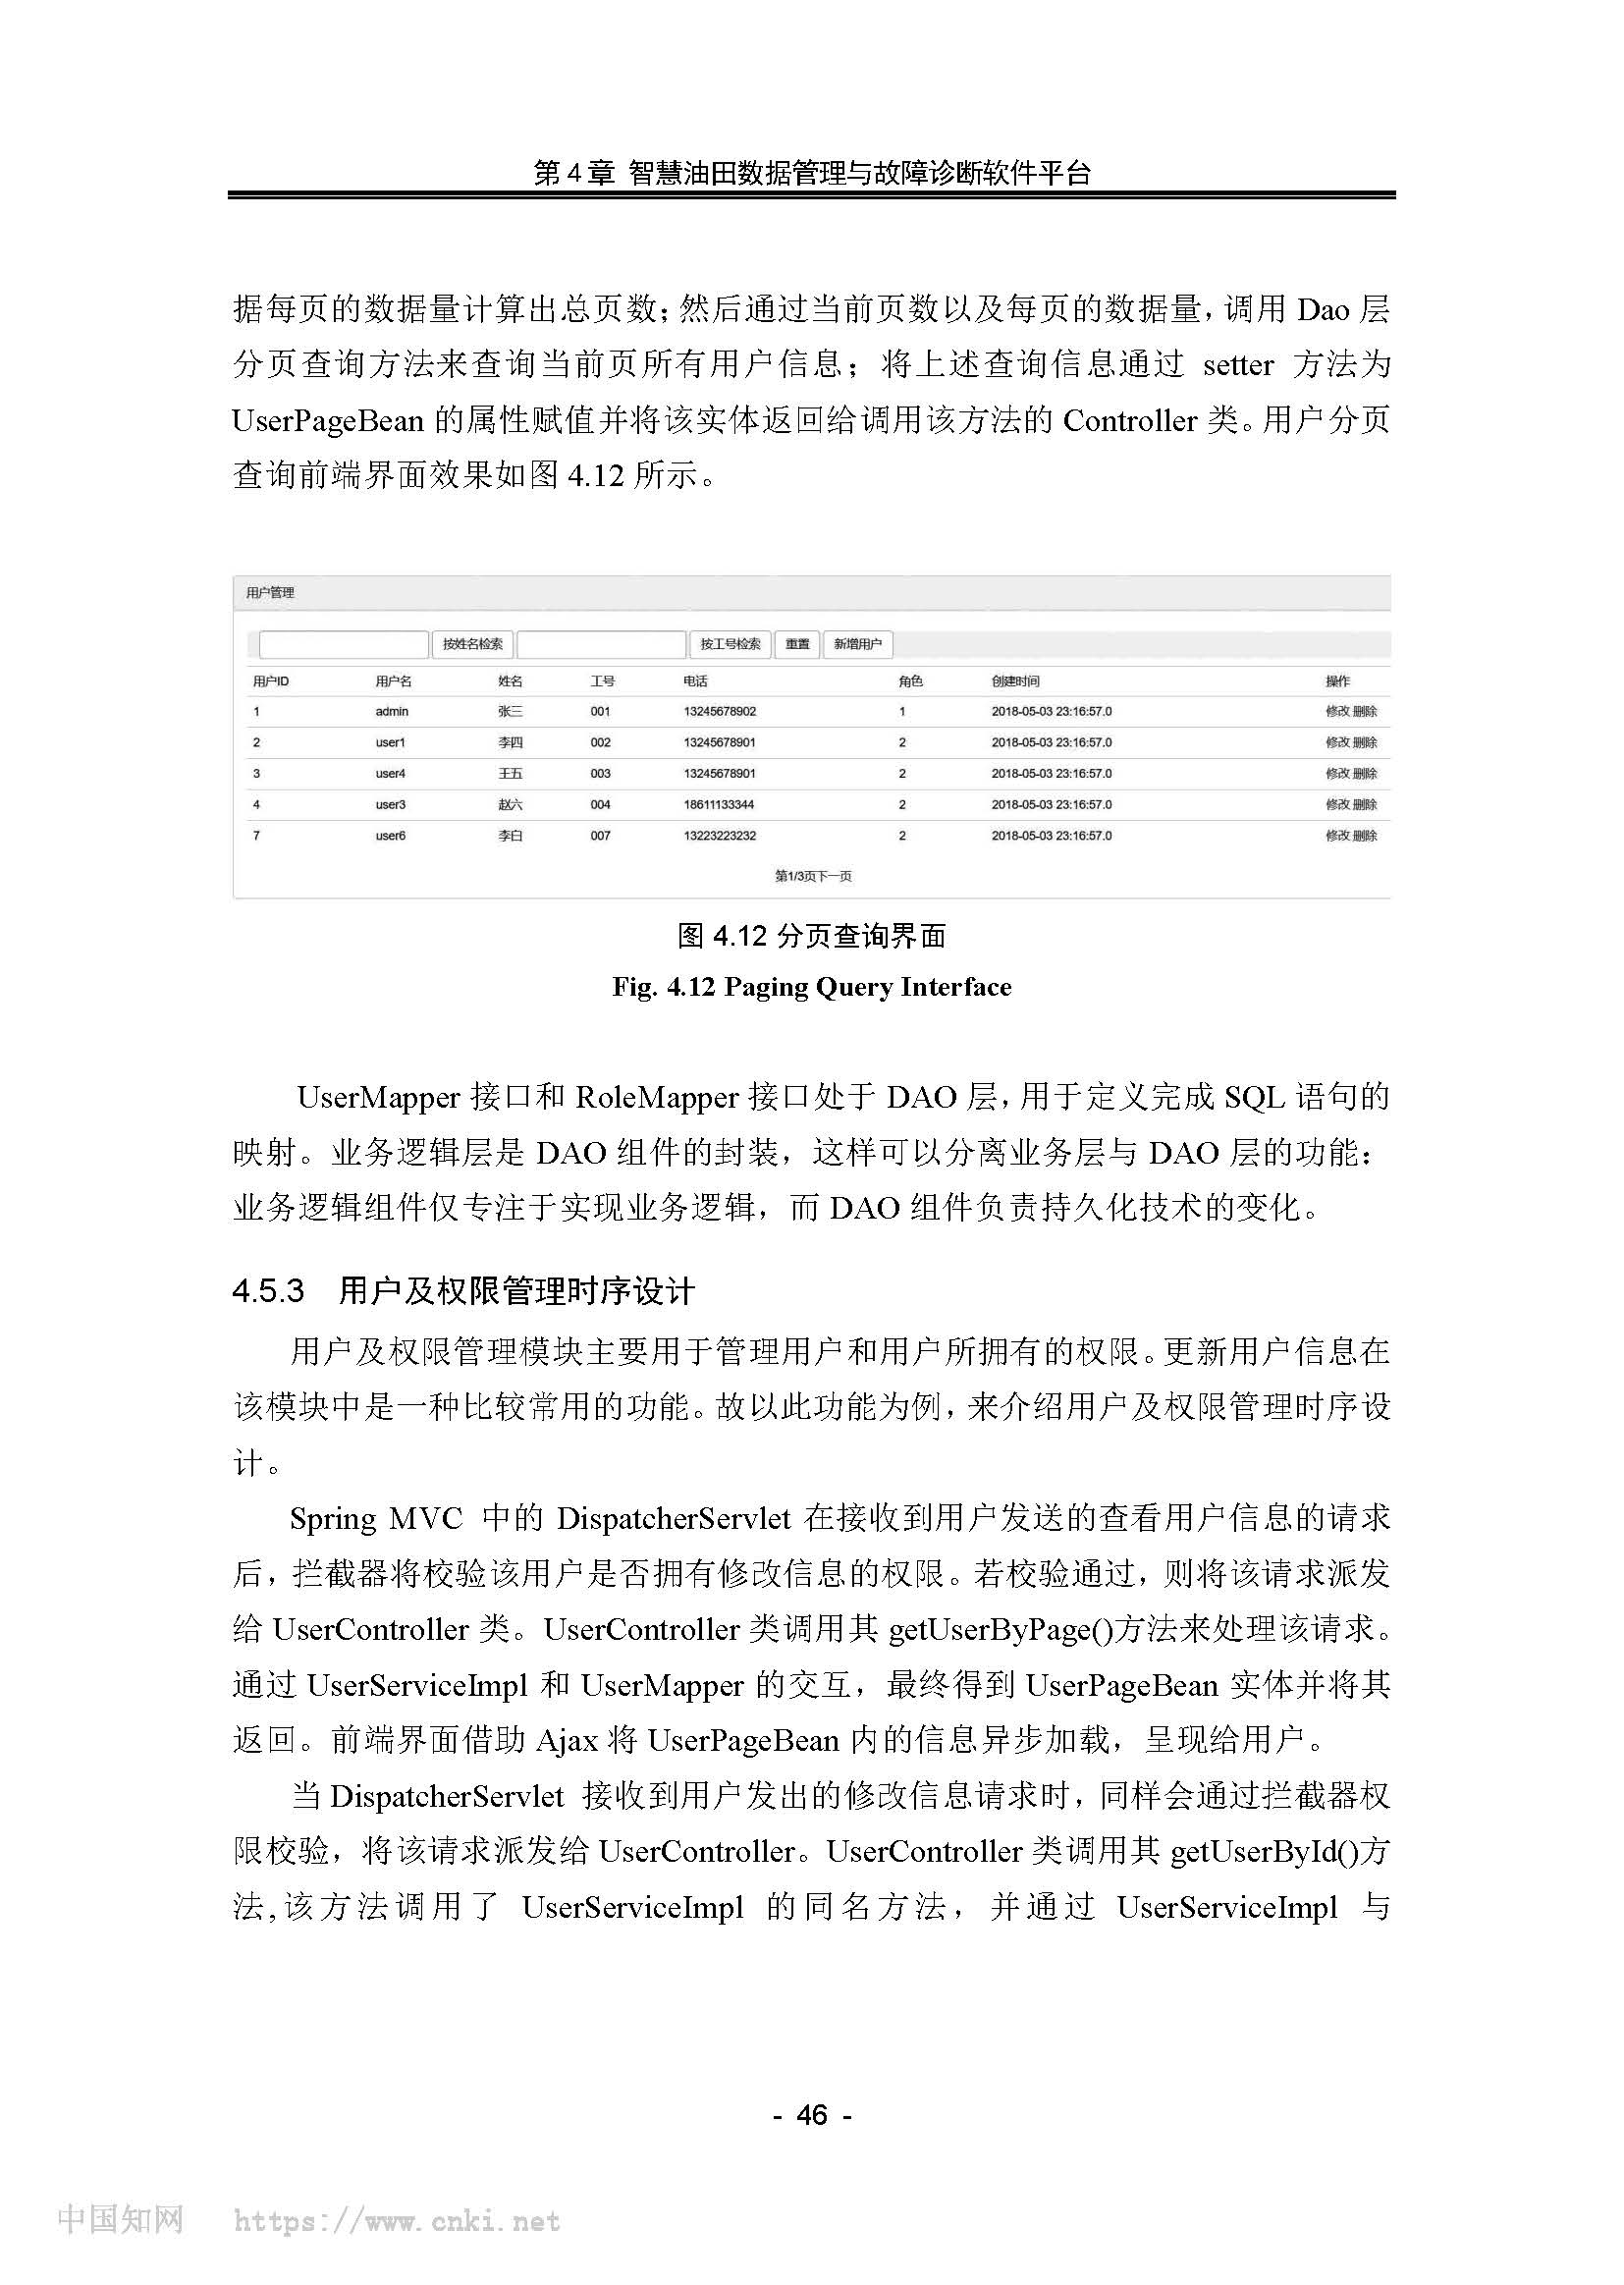 第 4 章 智慧油田数据管理与故障诊断软件平台
据每页的数据量计算出总页数；然后通过当前页数以及每页的数据量，调用 Dao 层
分页查询方法来查询当前页所有用户信息；将上述查询信息通过 setter 方法为
UserPageBean 的属性赋值并将该实体返回给调用该方法的 Controller 类。用户分页
查询前端界面效果如图 4.12 所示。
用户管理
按姓名检索 按工号检索 重置 新增用户
用户ID 用户名 姓名 工号 电话 角色 创建时间 操作
1 admin 张三 001 13245678902 1 2018-05-03 23:16:57.0 修改 删除
2 user1 李四 002 13245678901 2 2018-05-03 23:16:57.0 修改 删除
3 user4 王五 003 13245678901 2 2018-05-03 23:16:57.0 修改 删除
4 user3 赵六 004 18611133344 2 2018-05-03 23:16:57.0 修改 删除
7 user6 李白 007 13223223232 2 2018-05-03 23:16:57.0 修改 删除
第1/3页下一页
图 4.12 分页查询界面
Fig. 4.12 Paging Query Interface
UserMapper 接口和 RoleMapper 接口处于 DAO 层，用于定义完成 SQL 语句的
映射。业务逻辑层是 DAO 组件的封装，这样可以分离业务层与 DAO 层的功能：
业务逻辑组件仅专注于实现业务逻辑，而 DAO 组件负责持久化技术的变化。
4.5.3 用户及权限管理时序设计
用户及权限管理模块主要用于管理用户和用户所拥有的权限。更新用户信息在
该模块中是一种比较常用的功能。故以此功能为例，来介绍用户及权限管理时序设
计。
Spring MVC 中的 DispatcherServlet 在接收到用户发送的查看用户信息的请求
后，拦截器将校验该用户是否拥有修改信息的权限。若校验通过，则将该请求派发
给 UserController 类。UserController 类调用其 getUserByPage()方法来处理该请求。
通过 UserServiceImpl 和 UserMapper 的交互，最终得到 UserPageBean 实体并将其
返回。前端界面借助 Ajax 将 UserPageBean 内的信息异步加载，呈现给用户。
当 DispatcherServlet 接收到用户发出的修改信息请求时，同样会通过拦截器权
限校验，将该请求派发给 UserController。UserController 类调用其 getUserById()方
法,该方法调用了 UserServiceImpl 的同名方法，并通过 UserServiceImpl 与
- 46 -
中国知网 https://www.cnki.net